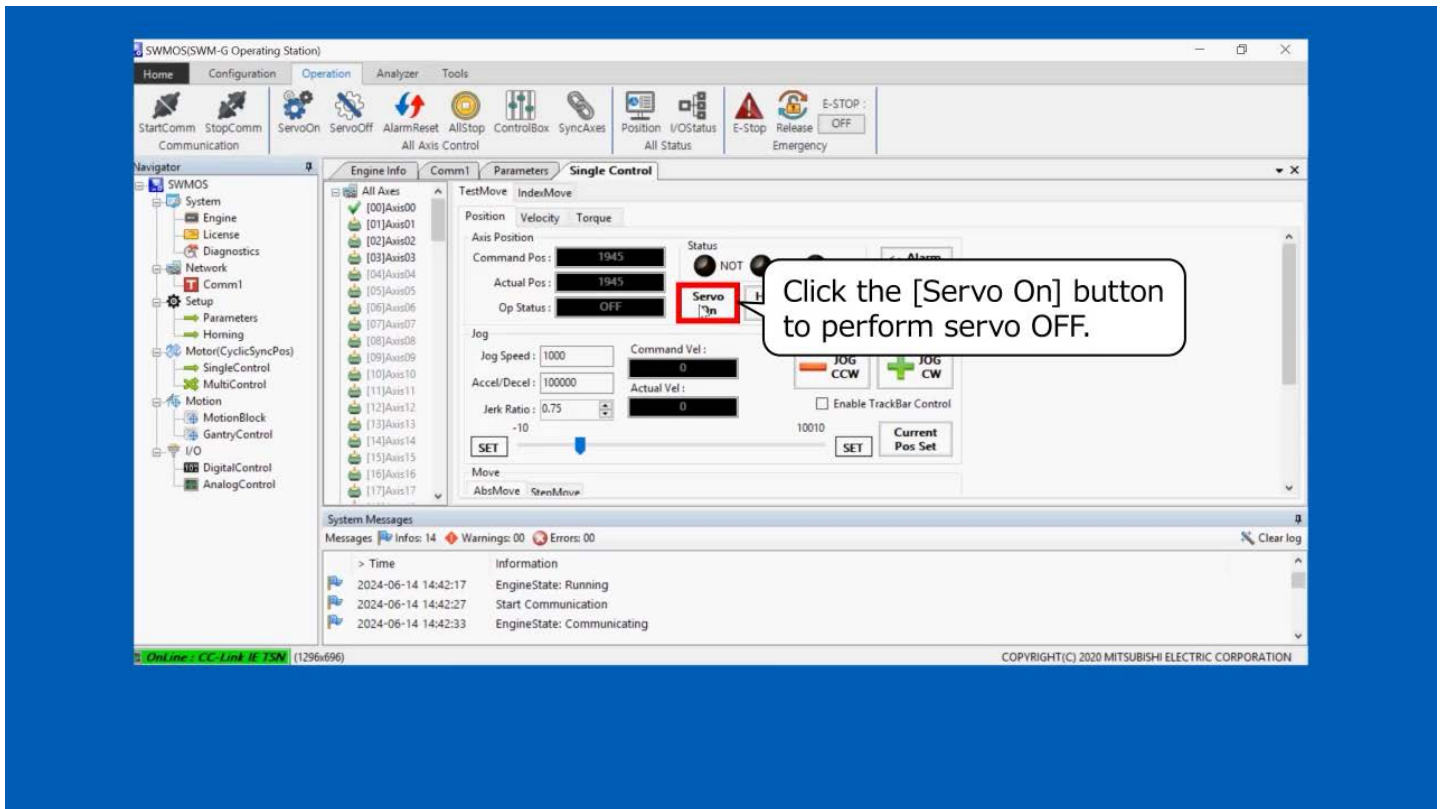 SWMOS(SWM-G Operating Station)
Home Configuration Operation Analyzer Tools
StartComm StopComm ServoOn ServoOff AlarmReset AllStop ControlBox SyncAxes Position I/OStatus E-Stop Release E-STOP : OFF
Communication All Axis Control All Status Emergency
Navigator
SWMOS
System
Engine
License
Diagnostics
Network
Comm1
Setup
Parameters
Homing
Motor(CyclicSyncPos)
SingleControl
MultiControl
Motion
MotionBlock
GantryControl
I/O
DigitalControl
AnalogControl
Engine Info Comm1 Parameters Single Control
All Axes
[00]Axis00
[01]Axis01
[02]Axis02
[03]Axis03
[04]Axis04
[05]Axis05
[06]Axis06
[07]Axis07
[08]Axis08
[09]Axis09
[10]Axis10
[11]Axis11
[12]Axis12
[13]Axis13
[14]Axis14
[15]Axis15
[16]Axis16
[17]Axis17
TestMove IndexMove
Position Velocity Torque
Axis Position
Command Pos : 1945
Actual Pos : 1945
Op Status : OFF
Status
NOT
Servo
On
Click the [Servo On] button
to perform servo OFF.
Jog
Jog Speed : 1000
Accel/Decel : 100000
Jerk Ratio : 0.75
Command Vel :
0
Actual Vel :
0
JOG
CCW
JOG
CW
Enable TrackBar Control
-10 10010
SET SET
Current
Pos Set
Move
AbsMove StepMove
System Messages
Messages Infos: 14 Warnings: 00 Errors: 00 Clear log
> Time Information
2024-06-14 14:42:17 EngineState: Running
2024-06-14 14:42:27 Start Communication
2024-06-14 14:42:33 EngineState: Communicating
OnLine : CC-Link IE TSN (1296x696) COPYRIGHT(C) 2020 MITSUBISHI ELECTRIC CORPORATION